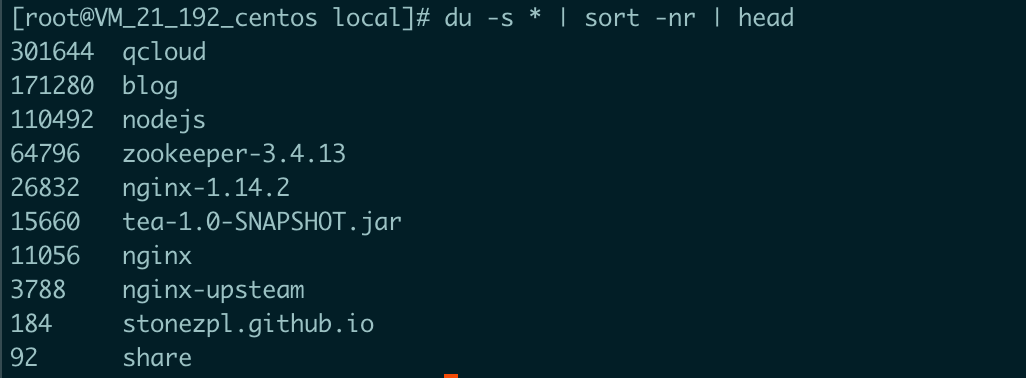 [root@VM_21_192_centos local]# du -s * | sort -nr | head
301644  qcloud
171280  blog
110492  nodejs
64796   zookeeper-3.4.13
26832   nginx-1.14.2
15660   tea-1.0-SNAPSHOT.jar
11056   nginx
3788    nginx-upsteam
184     stonezpl.github.io
92      share